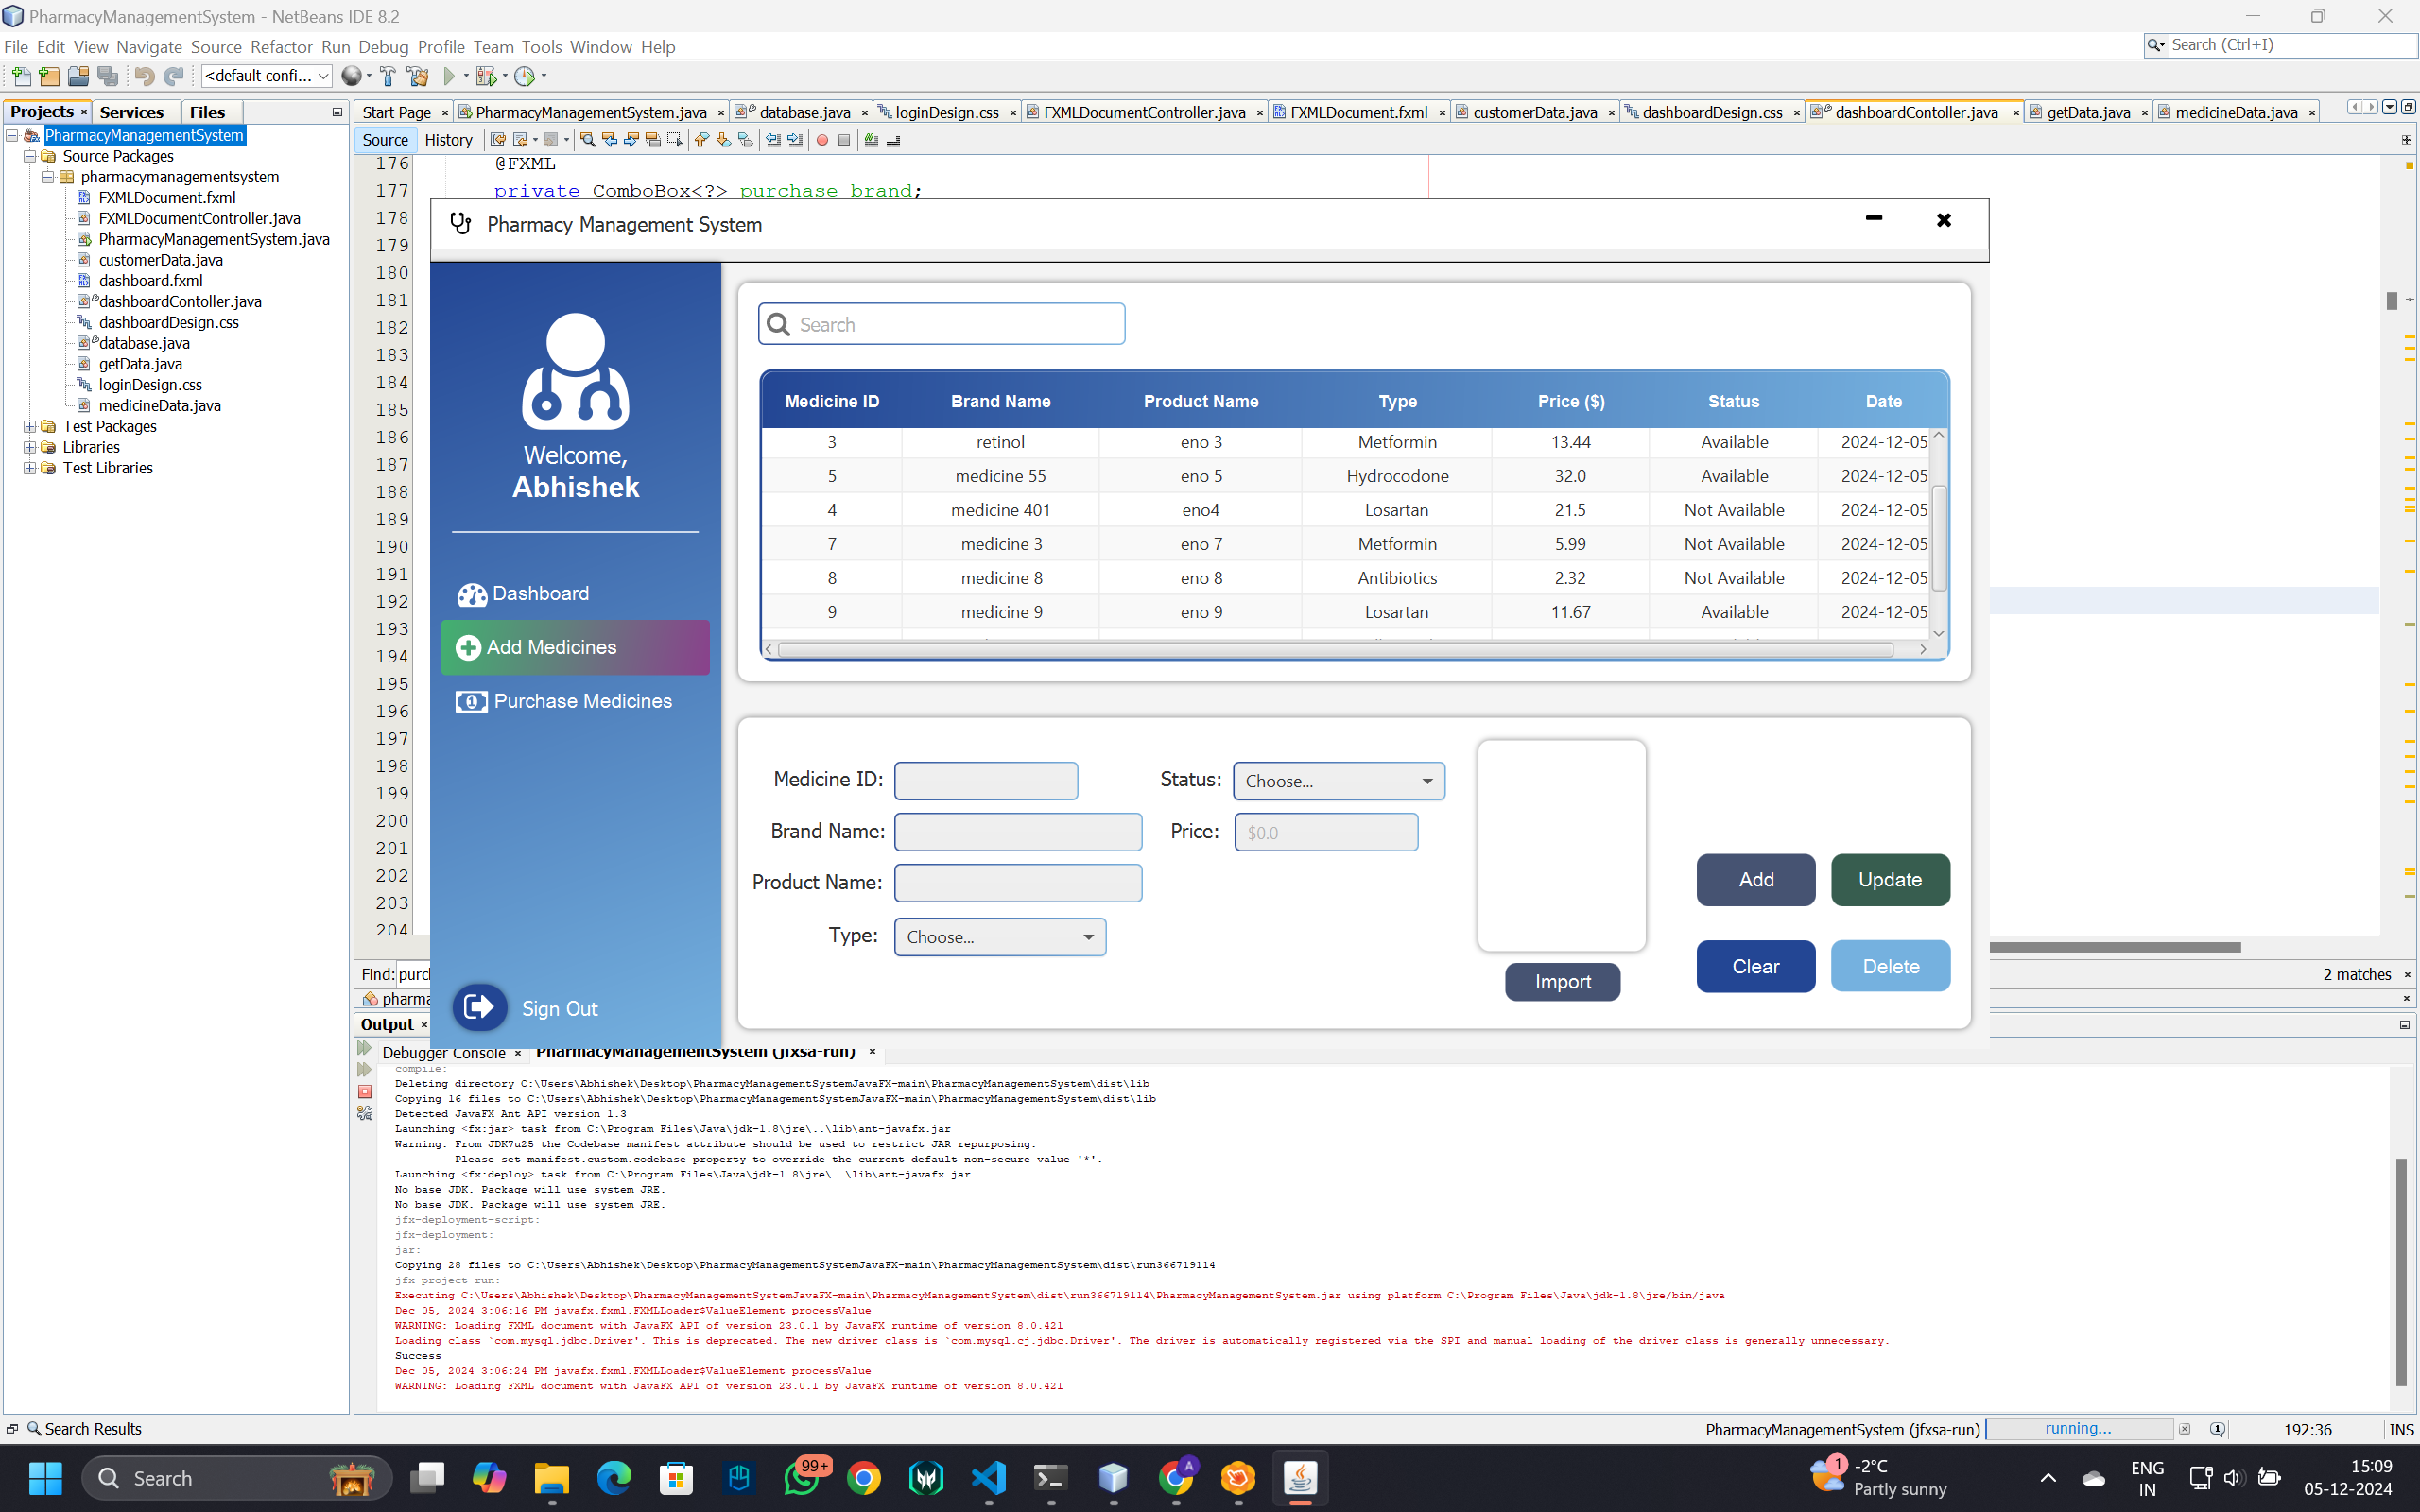 PharmacyManagementSystem - NetBeans IDE 8.2
File Edit View Navigate Source Refactor Run Debug Profile Team Tools Window Help
Search (Ctrl+I)
<default confi...
Projects Services Files
Start Page PharmacyManagementSystem.java database.java loginDesign.css FXMLDocumentController.java FXMLDocument.fxml customerData.java dashboardDesign.css dashboardContoller.java getData.java medicineData.java
Source History
PharmacyManagementSystem
Source Packages
pharmacymanagementsystem
FXMLDocument.fxml
FXMLDocumentController.java
PharmacyManagementSystem.java
customerData.java
dashboard.fxml
dashboardContoller.java
dashboardDesign.css
database.java
getData.java
loginDesign.css
medicineData.java
Test Packages
Libraries
Test Libraries
176 @FXML
177 private ComboBox<?> purchase_brand;
178
179
180
181
182
183
184
185
186
187
188
189
190
191
192
193
194
195
196
197
198
199
200
201
202
203
204
Pharmacy Management System
Welcome,
Abhishek
Dashboard
Add Medicines
Purchase Medicines
Sign Out
Search
Medicine ID Brand Name Product Name Type Price ($) Status Date
3 retinol eno 3 Metformin 13.44 Available 2024-12-05
5 medicine 55 eno 5 Hydrocodone 32.0 Available 2024-12-05
4 medicine 401 eno4 Losartan 21.5 Not Available 2024-12-05
7 medicine 3 eno 7 Metformin 5.99 Not Available 2024-12-05
8 medicine 8 eno 8 Antibiotics 2.32 Not Available 2024-12-05
9 medicine 9 eno 9 Losartan 11.67 Available 2024-12-05
Medicine ID: Status: Choose...
Brand Name: Price: $0.0
Product Name:
Type: Choose...
Import
Add Update
Clear Delete
Find: purc 2 matches
pharma
Output
Debugger Console PharmacyManagementSystem (jfxsa-run)
compile:
Deleting directory C:\Users\Abhishek\Desktop\PharmacyManagementSystemJavaFX-main\PharmacyManagementSystem\dist\lib
Copying 16 files to C:\Users\Abhishek\Desktop\PharmacyManagementSystemJavaFX-main\PharmacyManagementSystem\dist\lib
Detected JavaFX Ant API version 1.3
Launching <fx:jar> task from C:\Program Files\Java\jdk-1.8\jre\..\lib\ant-javafx.jar
Warning: From JDK7u25 the Codebase manifest attribute should be used to restrict JAR repurposing.
Please set manifest.custom.codebase property to override the current default non-secure value '*'.
Launching <fx:deploy> task from C:\Program Files\Java\jdk-1.8\jre\..\lib\ant-javafx.jar
No base JDK. Package will use system JRE.
No base JDK. Package will use system JRE.
jfx-deployment-script:
jfx-deployment:
jar:
Copying 28 files to C:\Users\Abhishek\Desktop\PharmacyManagementSystemJavaFX-main\PharmacyManagementSystem\dist\run366719114
jfx-project-run:
Executing C:\Users\Abhishek\Desktop\PharmacyManagementSystemJavaFX-main\PharmacyManagementSystem\dist\run366719114\PharmacyManagementSystem.jar using platform C:\Program Files\Java\jdk-1.8\jre/bin/java
Dec 05, 2024 3:06:16 PM javafx.fxml.FXMLLoader$ValueElement processValue
WARNING: Loading FXML document with JavaFX API of version 23.0.1 by JavaFX runtime of version 8.0.421
Loading class `com.mysql.jdbc.Driver'. This is deprecated. The new driver class is `com.mysql.cj.jdbc.Driver'. The driver is automatically registered via the SPI and manual loading of the driver class is generally unnecessary.
Success
Dec 05, 2024 3:06:24 PM javafx.fxml.FXMLLoader$ValueElement processValue
WARNING: Loading FXML document with JavaFX API of version 23.0.1 by JavaFX runtime of version 8.0.421
Search Results
PharmacyManagementSystem (jfxsa-run) running... 192:36 INS
Search
99+
A
1
-2°C
Partly sunny
ENG
IN
15:09
05-12-2024